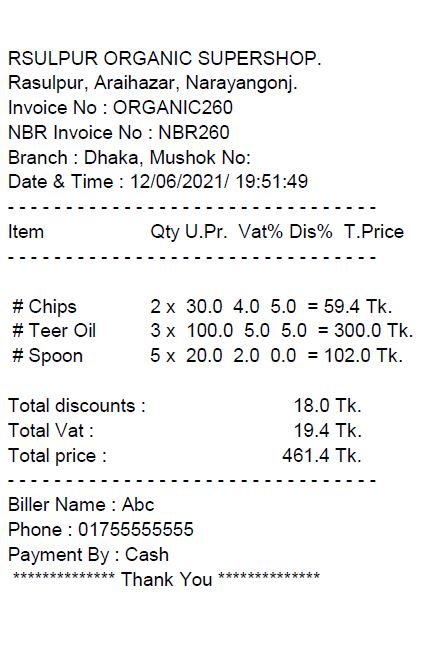 RSULPUR ORGANIC SUPERSHOP.
Rasulpur, Araihazar, Narayangonj.
Invoice No : ORGANIC260
NBR Invoice No : NBR260
Branch : Dhaka, Mushok No:
Date & Time : 12/06/2021/ 19:51:49
- - - - - - - - - - - - - - - - - - - - - - - - - - - - - - - -
Item Qty U.Pr. Vat% Dis% T.Price
- - - - - - - - - - - - - - - - - - - - - - - - - - - - - - - -
# Chips 2 x 30.0 4.0 5.0 = 59.4 Tk.
# Teer Oil 3 x 100.0 5.0 5.0 = 300.0 Tk.
# Spoon 5 x 20.0 2.0 0.0 = 102.0 Tk.
Total discounts : 18.0 Tk.
Total Vat : 19.4 Tk.
Total price : 461.4 Tk.
- - - - - - - - - - - - - - - - - - - - - - - - - - - - - - - -
Biller Name : Abc
Phone : 01755555555
Payment By : Cash
************** Thank You **************